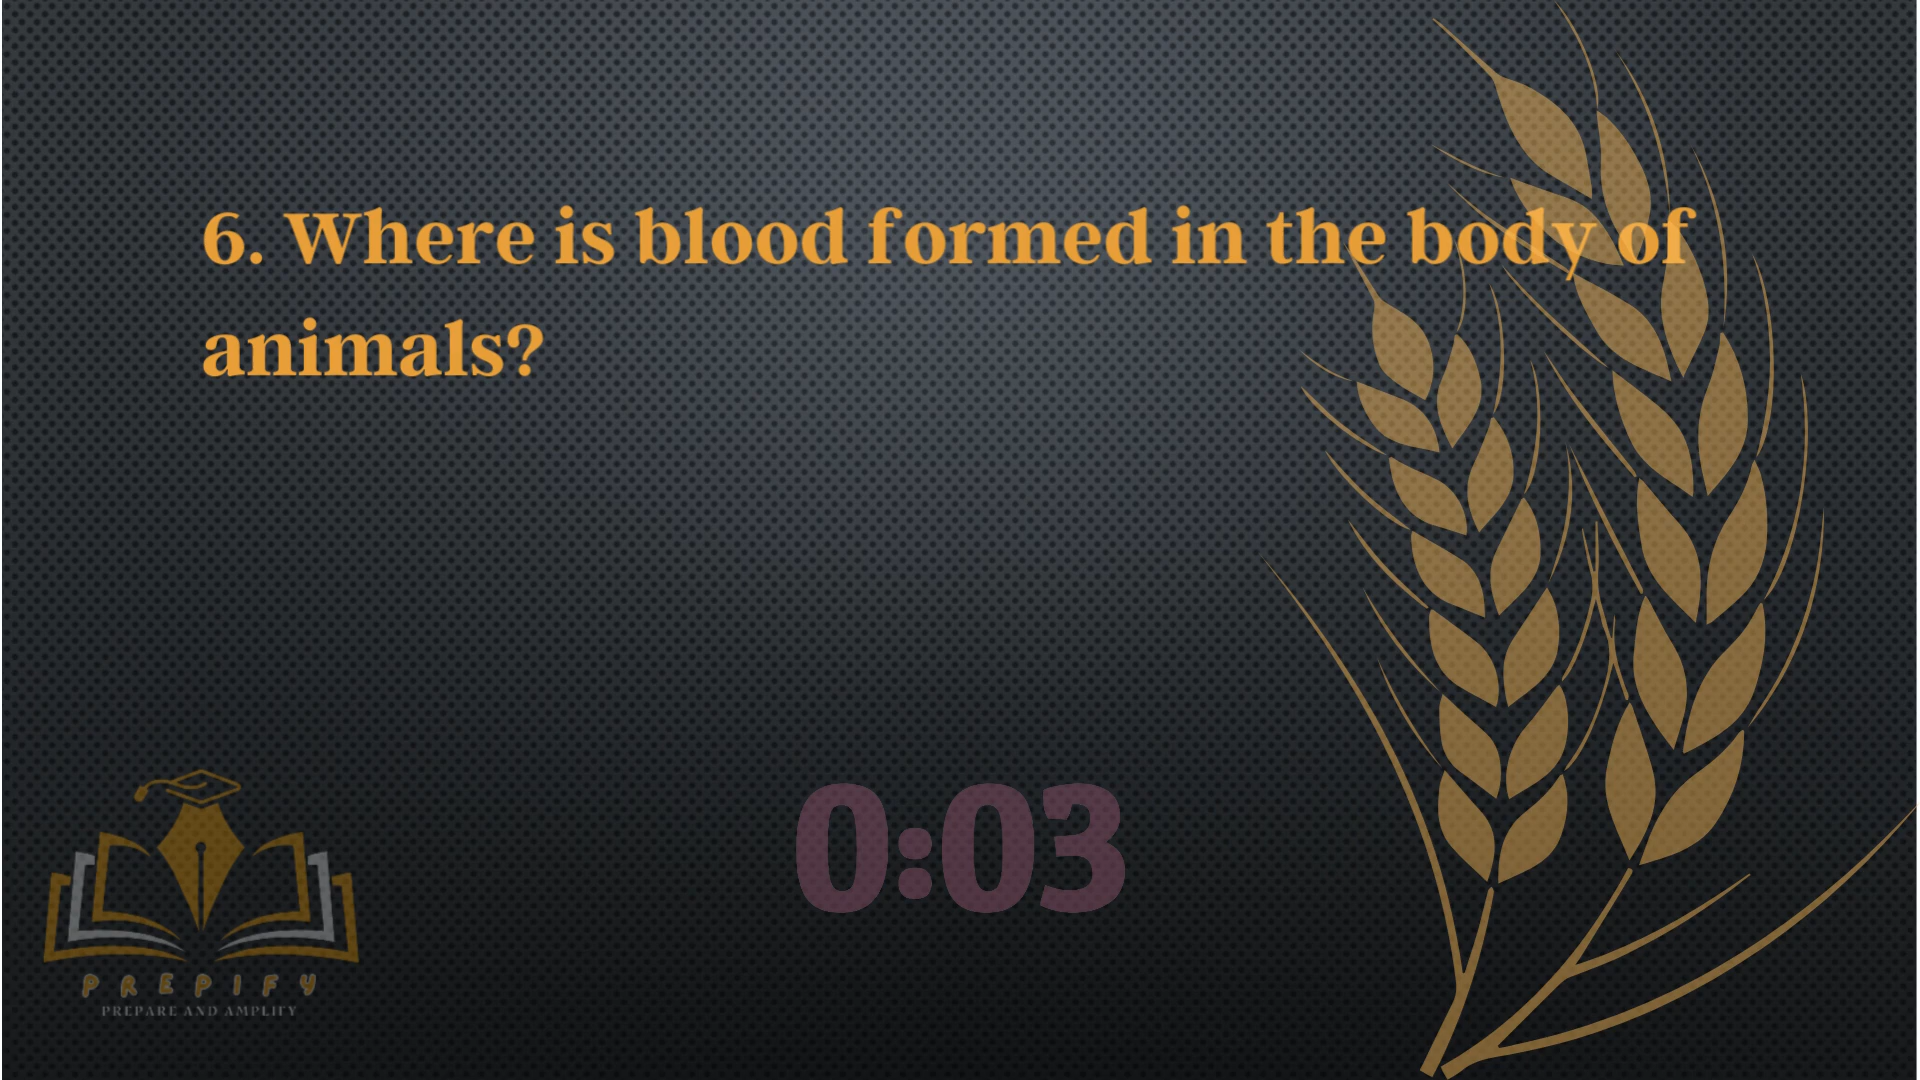 6. Where is blood formed in the body of
animals?
0:03
PREPIFY
PREPARE AND AMPLIFY